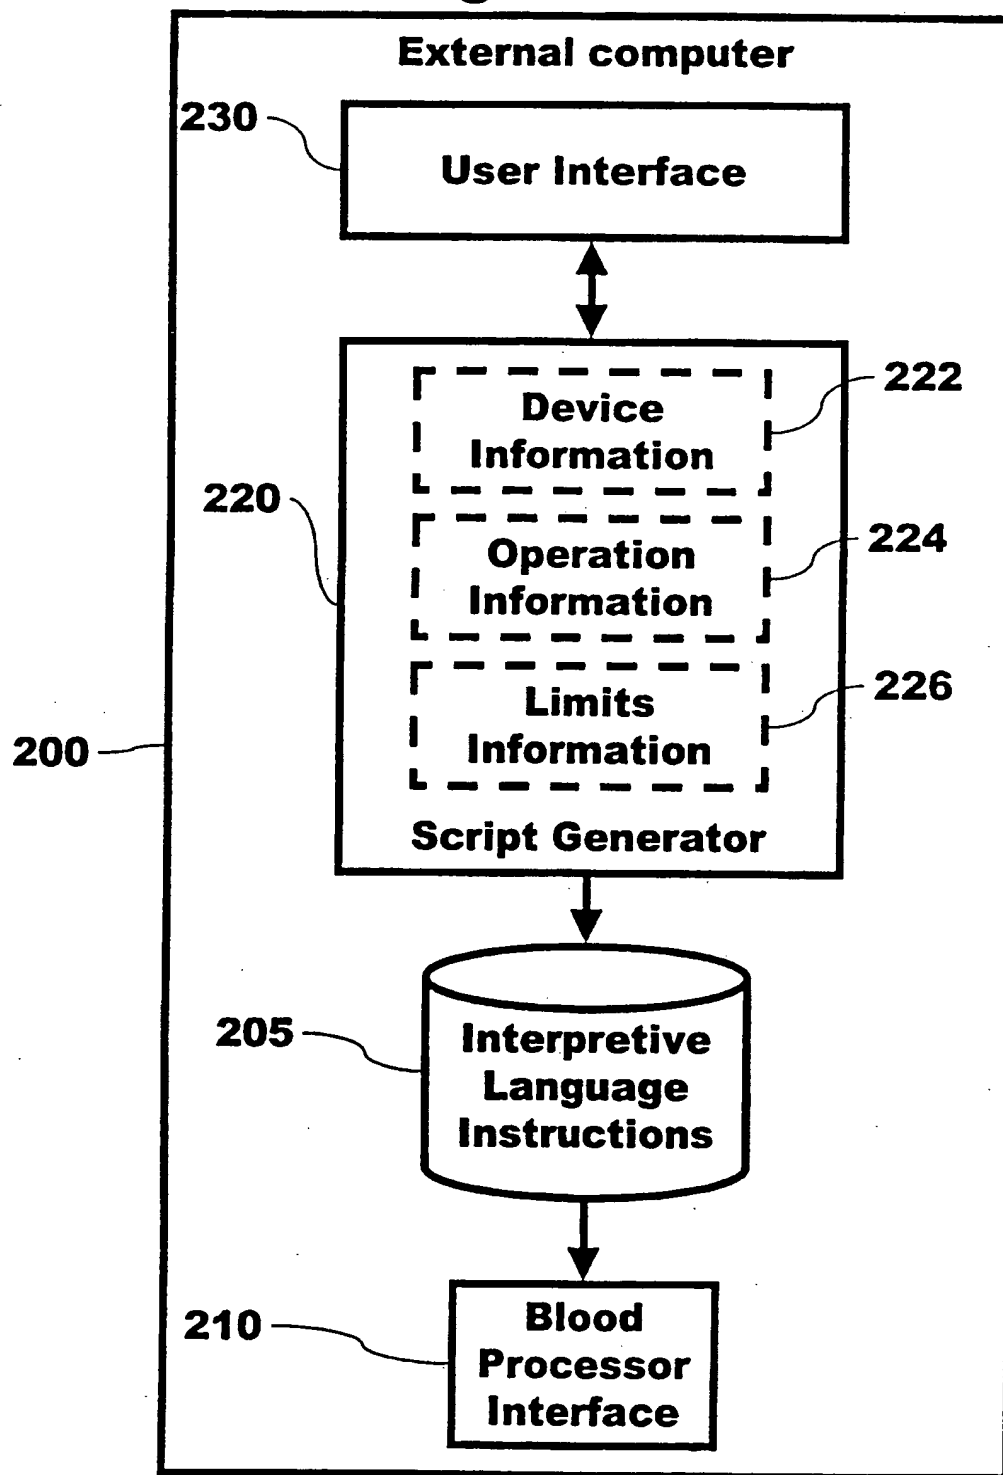 External computer
230
User Interface
222
Device
Information
220
224
Operation
Information
226
Limits
Information
200
Script Generator
205
Interpretive
Language
Instructions
210
Blood
Processor
Interface